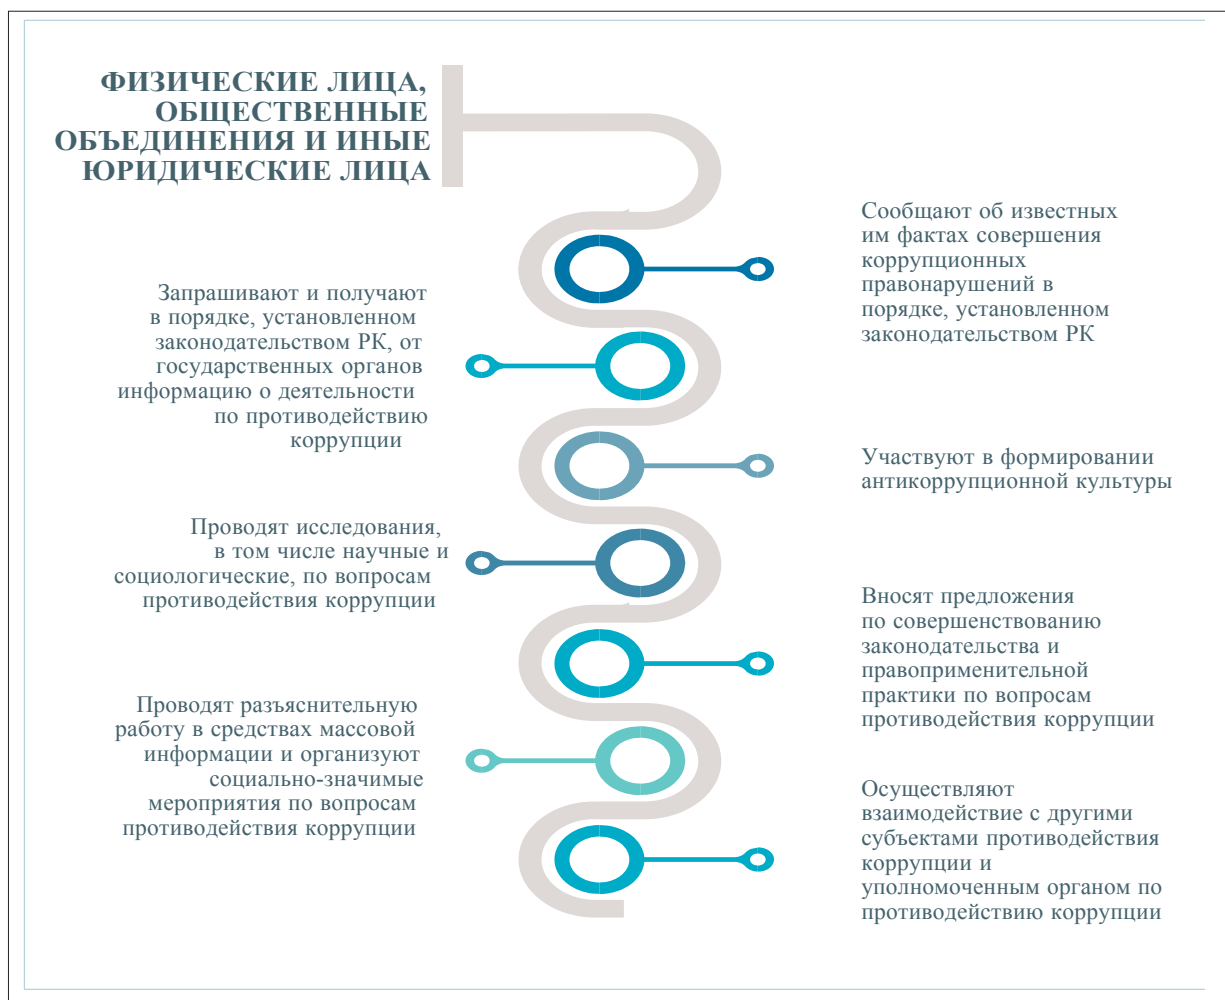 ФИЗИЧЕСКИЕ ЛИЦА,
ОБЩЕСТВЕННЫЕ
ОБЪЕДИНЕНИЯ И ИНЫЕ
ЮРИДИЧЕСКИЕ ЛИЦА
Сообщают об известных
им фактах совершения
коррупционных
правонарушений в
порядке, установленном
законодательством РК
Запрашивают и получают
в порядке, установленном
законодательством РК, от
государственных органов
информацию о деятельности
по противодействию
коррупции
Участвуют в формировании
антикоррупционной культуры
Проводят исследования,
в том числе научные и
социологические, по вопросам
противодействия коррупции
Вносят предложения
по совершенствованию
законодательства и
правоприменительной
практики по вопросам
противодействия коррупции
Проводят разъяснительную
работу в средствах массовой
информации и организуют
социально-значимые
мероприятия по вопросам
противодействия коррупции
Осуществляют
взаимодействие с другими
субъектами противодействия
коррупции и
уполномоченным органом по
противодействию коррупции